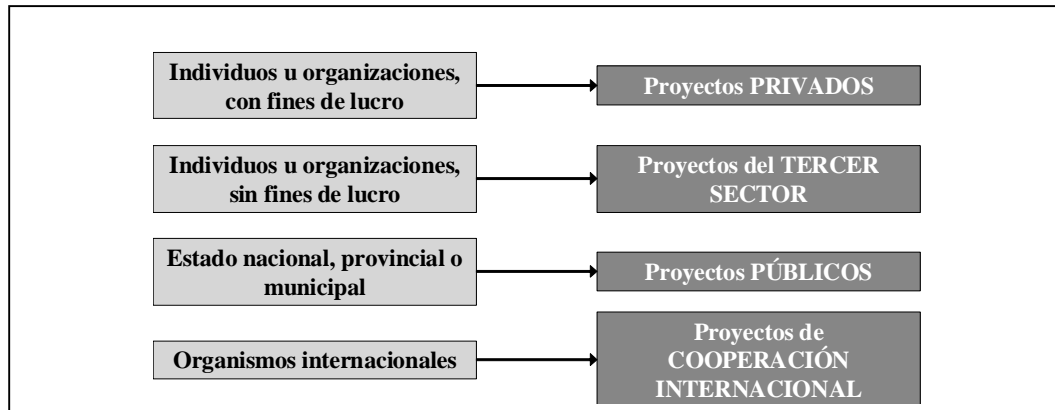 Individuos u organizaciones,
con fines de lucro
Proyectos PRIVADOS
Individuos u organizaciones,
sin fines de lucro
Proyectos del TERCER
SECTOR
Estado nacional, provincial o
municipal
Proyectos PÚBLICOS
Organismos internacionales
Proyectos de
COOPERACIÓN
INTERNACIONAL